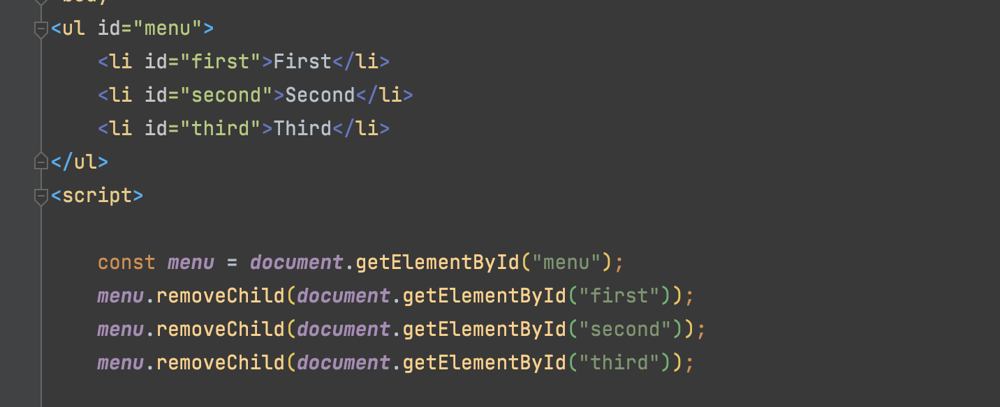 <ul id="menu">
<li id="first">First</li>
<li id="second">Second</li>
<li id="third">Third</li>
</ul>
<script>
const menu = document.getElementById("menu");
menu.removeChild(document.getElementById("first"));
menu.removeChild(document.getElementById("second"));
menu.removeChild(document.getElementById("third"));